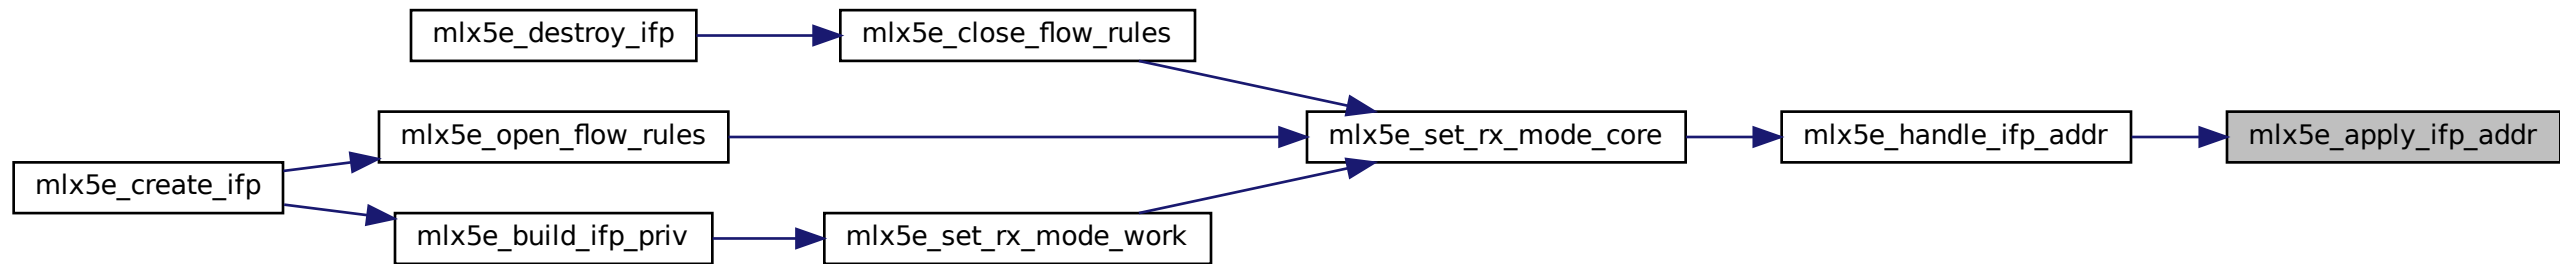 mlx5e_destroy_ifp
mlx5e_close_flow_rules
mlx5e_open_flow_rules
mlx5e_set_rx_mode_core
mlx5e_handle_ifp_addr
mlx5e_apply_ifp_addr
mlx5e_create_ifp
mlx5e_build_ifp_priv
mlx5e_set_rx_mode_work